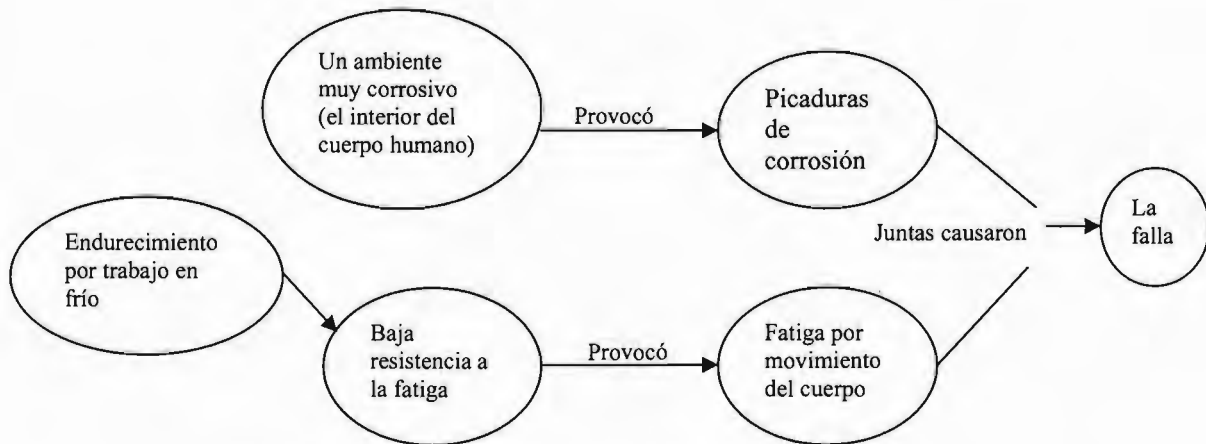 Un ambiente
muy corrosivo
(el interior del
cuerpo humano)
Provocó
Picaduras
de
corrosión
Endurecimiento
por trabajo en
frío
Baja
resistencia a
la fatiga
Provocó
Fatiga por
movimiento
del cuerpo
Juntas causaron
La
falla